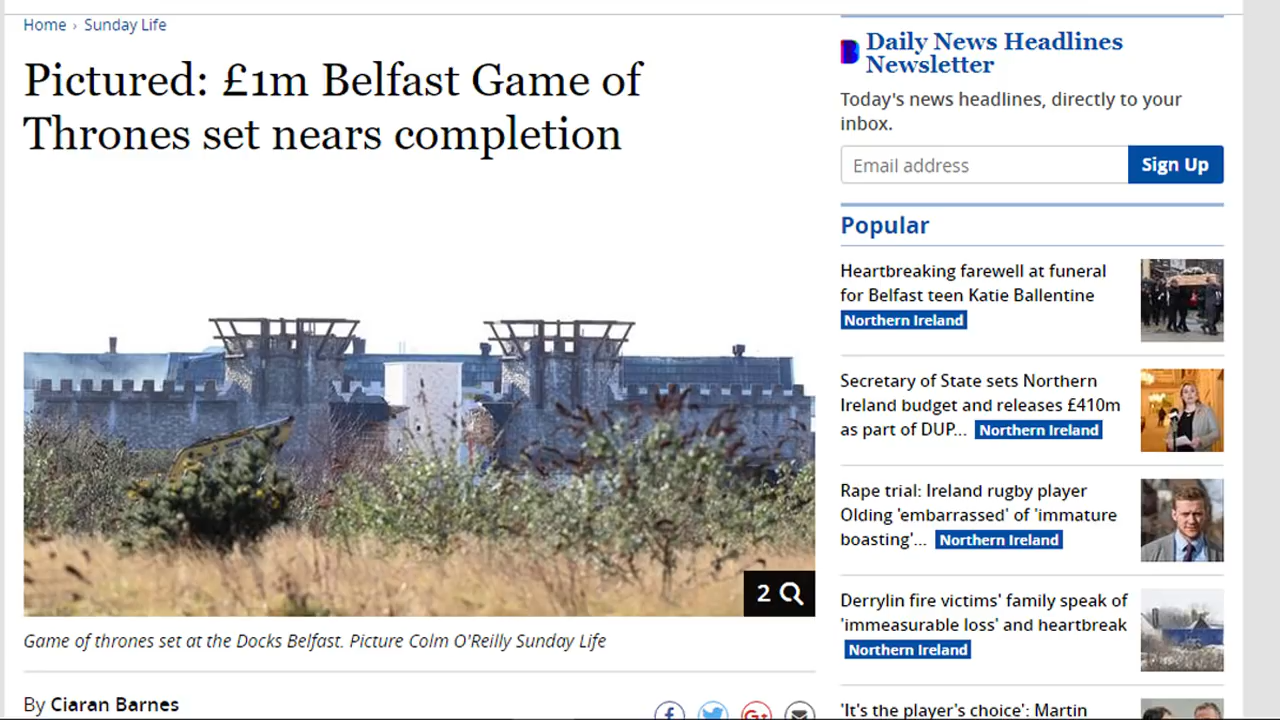 Home › Sunday Life
Pictured: £1m Belfast Game of
Thrones set nears completion
2
Game of thrones set at the Docks Belfast. Picture Colm O'Reilly Sunday Life
By Ciaran Barnes
f
G+
B
Daily News Headlines
Newsletter
Today's news headlines, directly to your
inbox.
Email address
Sign Up
Popular
Heartbreaking farewell at funeral
for Belfast teen Katie Ballentine
Northern Ireland
Secretary of State sets Northern
Ireland budget and releases £410m
as part of DUP... Northern Ireland
Rape trial: Ireland rugby player
Olding 'embarrassed' of 'immature
boasting'... Northern Ireland
Derrylin fire victims' family speak of
'immeasurable loss' and heartbreak
Northern Ireland
'It's the player's choice': Martin